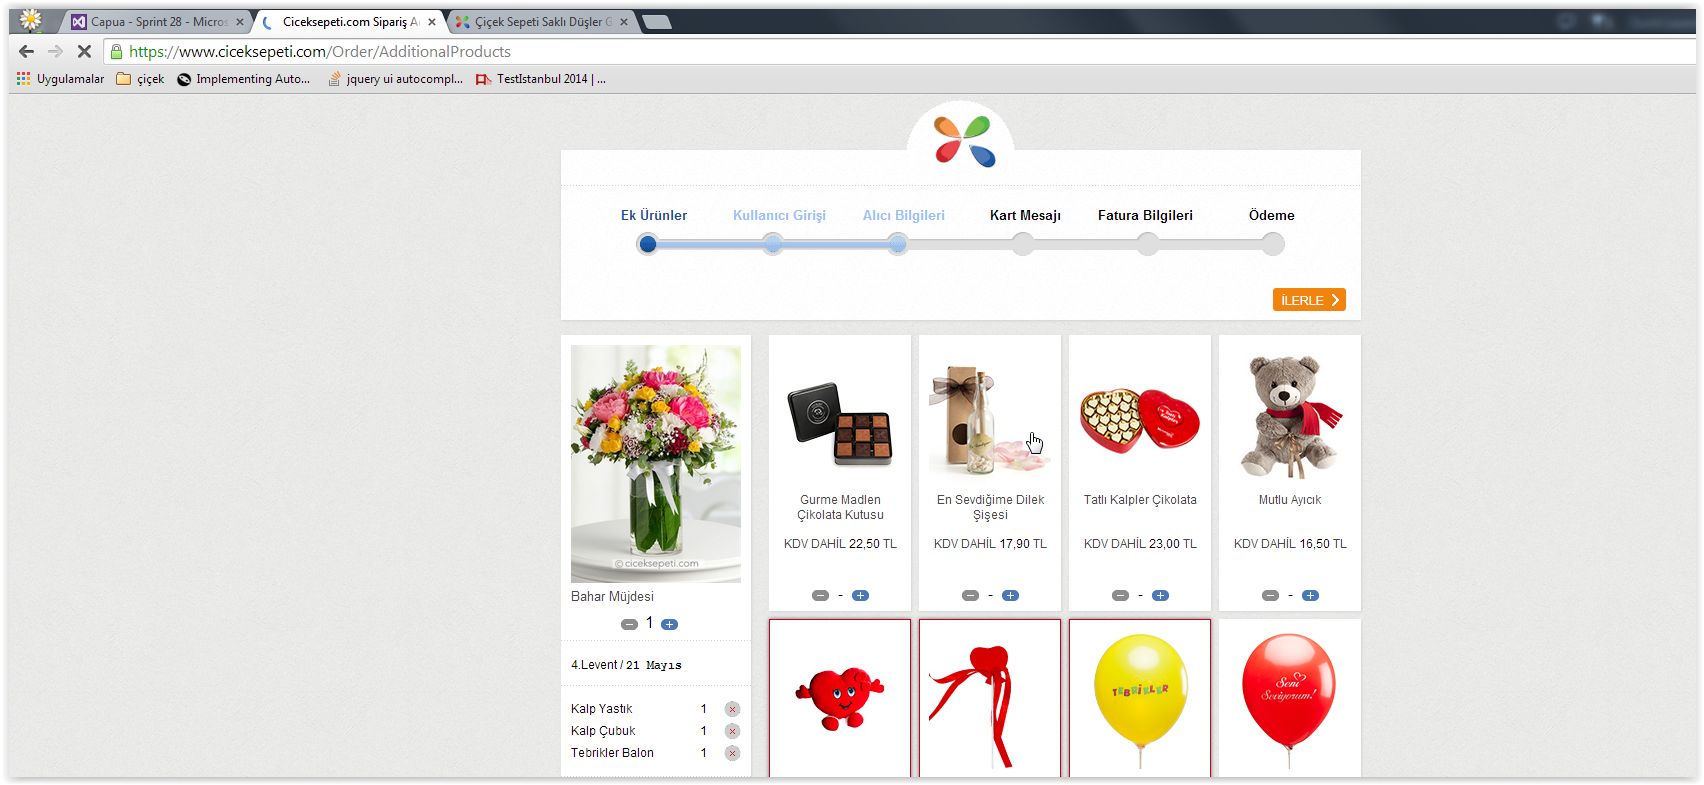 Capua - Sprint 28 - Micros
Ciceksepeti.com Sipariş A
Çiçek Sepeti Saklı Düşler G
https://www.ciceksepeti.com/Order/AdditionalProducts
Uygulamalar
çiçek
Implementing Auto...
jquery ui autocompl...
TestIstanbul 2014 | ...
Ek Ürünler
Kullanıcı Girişi
Alıcı Bilgileri
Kart Mesajı
Fatura Bilgileri
Ödeme
İLERLE
©ciceksepeti.com
Bahar Müjdesi
1
4.Levent / 21 Mayıs
Kalp Yastık 1
Kalp Çubuk 1
Tebrikler Balon 1
Gurme Madlen
Çikolata Kutusu
KDV DAHİL 22,50 TL
-
En Sevdiğime Dilek
Şişesi
KDV DAHİL 17,90 TL
-
Tatlı Kalpler Çikolata
KDV DAHİL 23,00 TL
-
Mutlu Ayıcık
KDV DAHİL 16,50 TL
-
TEBRİKLER
Seni
Seviyorum!